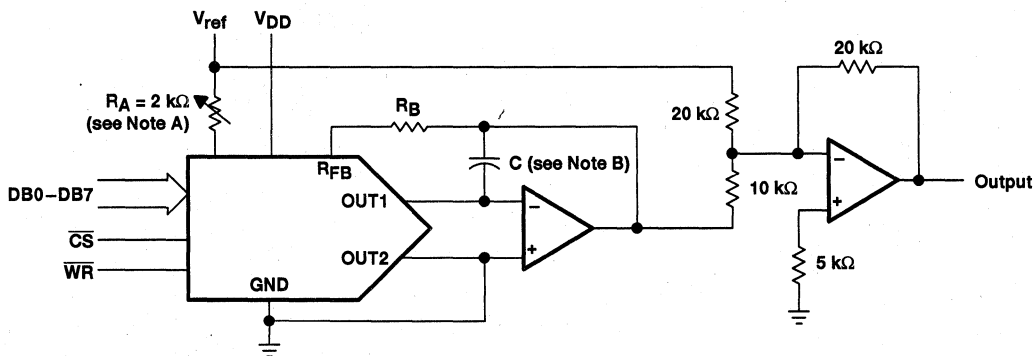 Vref
VDD
20 kΩ
RA = 2 kΩ
(see Note A)
RB
20 kΩ
RFB
C (see Note B)
DB0–DB7
OUT1
–
–
Output
10 kΩ
+
CS
OUT2
+
WR
5 kΩ
GND